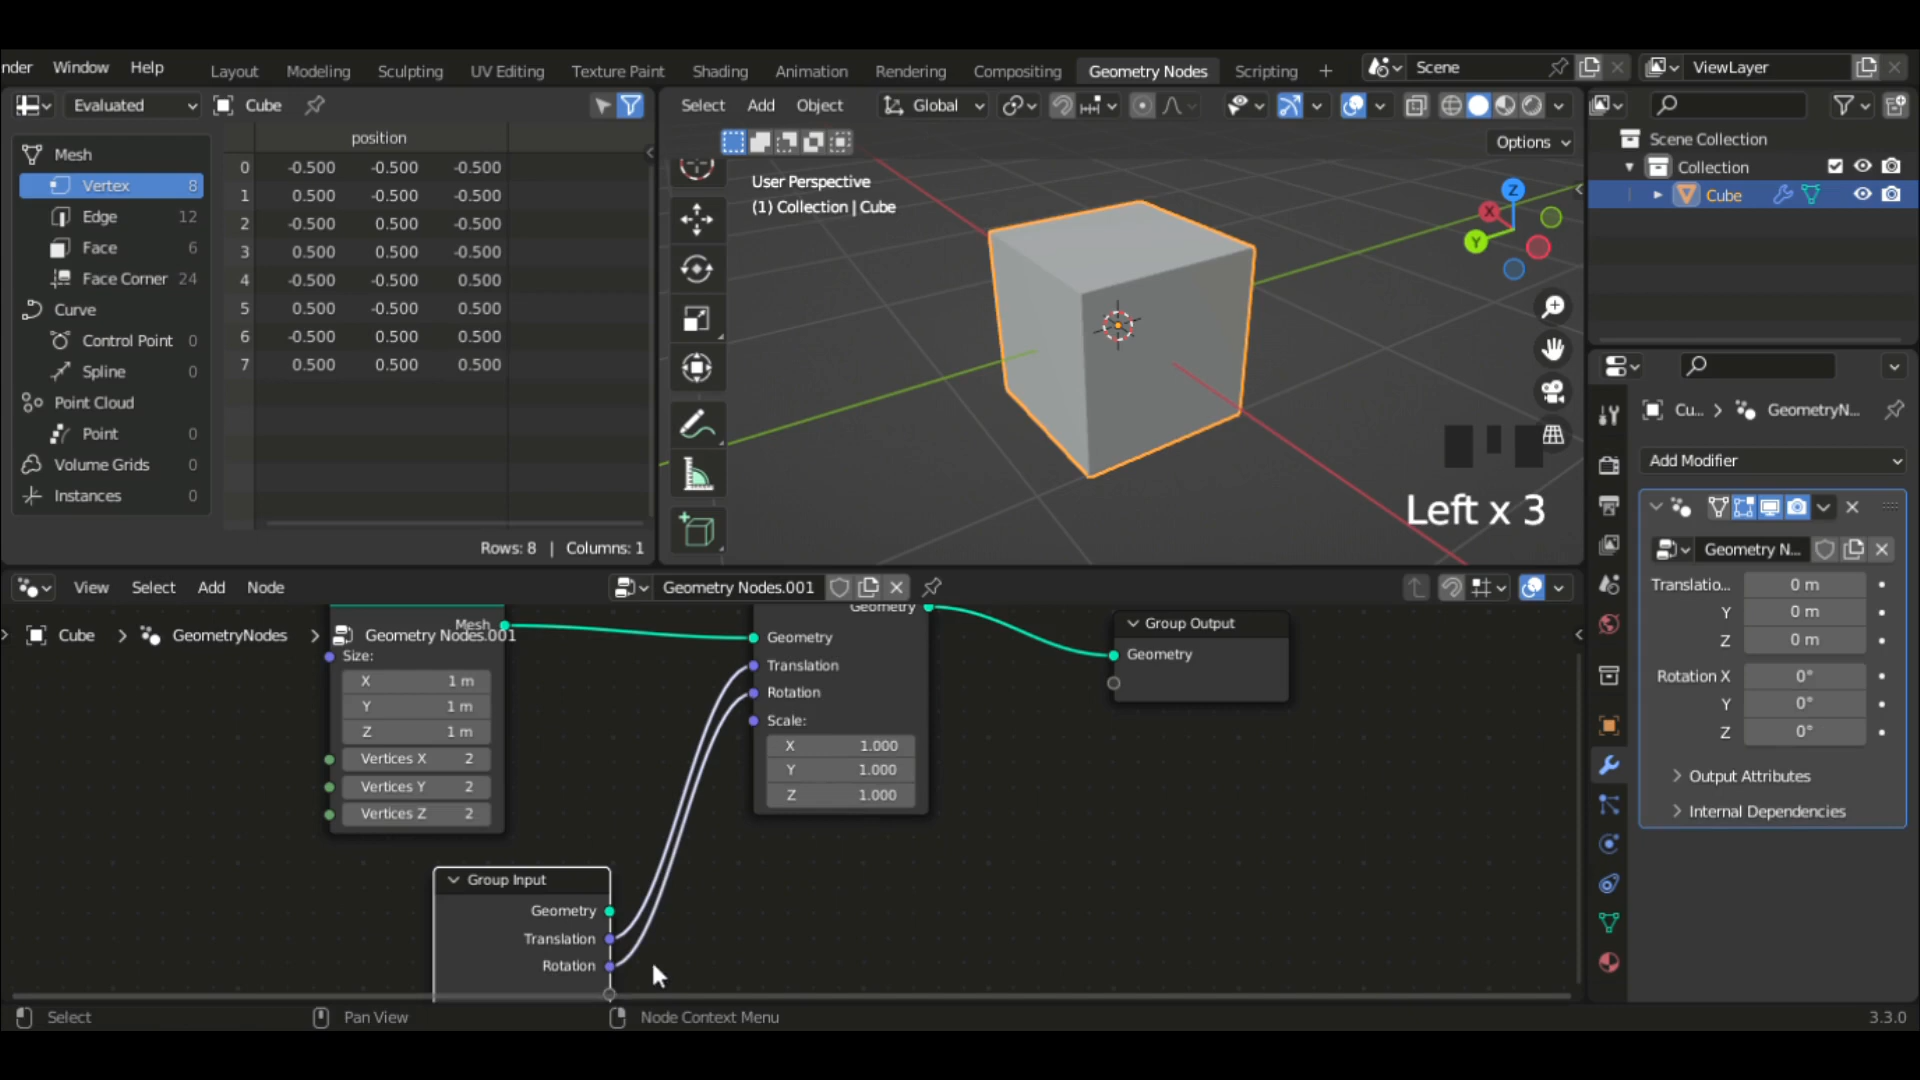 nder Window Help Layout Modeling Sculpting UV Editing Texture Paint Shading Animation Rendering Compositing Geometry Nodes Scripting + Scene ViewLayer
Evaluated Cube
Select Add Object Global
Options
position
Mesh
Vertex 8
Edge 12
Face 6
Face Corner 24
Curve
Control Point 0
Spline 0
Point Cloud
Point 0
Volume Grids 0
Instances 0
0 -0.500 -0.500 -0.500
1 0.500 -0.500 -0.500
2 -0.500 0.500 -0.500
3 0.500 0.500 -0.500
4 -0.500 -0.500 0.500
5 0.500 -0.500 0.500
6 -0.500 0.500 0.500
7 0.500 0.500 0.500
Rows: 8 | Columns: 1
User Perspective
(1) Collection | Cube
Z
X
Y
Left x 3
Scene Collection
Collection
Cube
Cu... GeometryN...
Add Modifier
Geometry N...
Translatio... 0 m
Y 0 m
Z 0 m
Rotation X 0°
Y 0°
Z 0°
Output Attributes
Internal Dependencies
View Select Add Node Geometry Nodes.001
Cube GeometryNodes Geometry Nodes.001
Mesh
Size:
X 1 m
Y 1 m
Z 1 m
Vertices X 2
Vertices Y 2
Vertices Z 2
Geometry
Geometry
Translation
Rotation
Scale:
X 1.000
Y 1.000
Z 1.000
Group Output
Geometry
Group Input
Geometry
Translation
Rotation
Select Pan View Node Context Menu 3.3.0